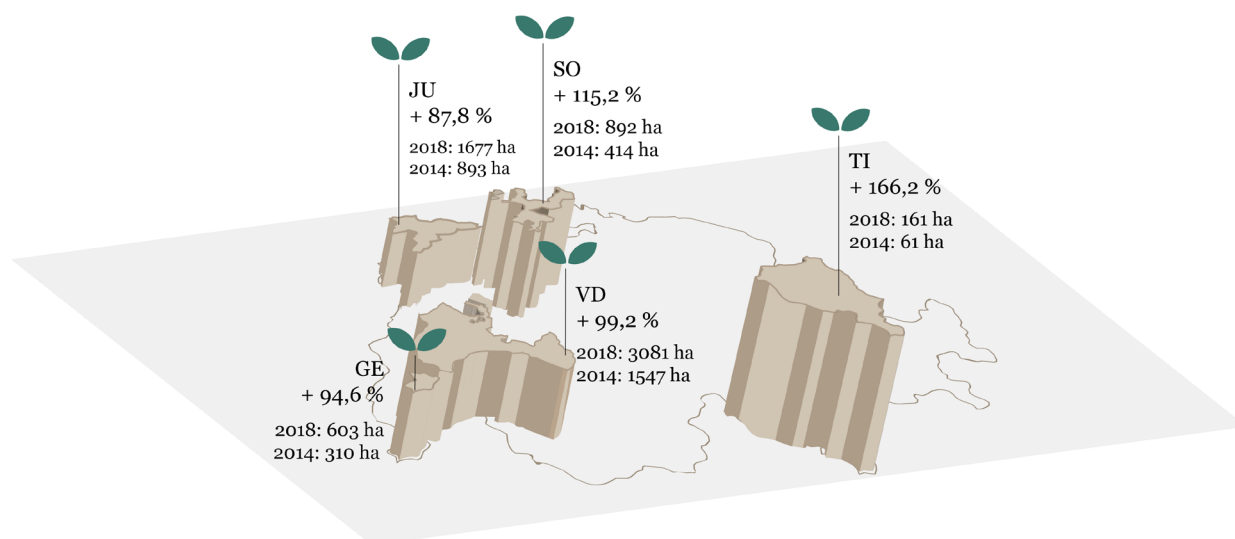 JU
+ 87,8 %
2018: 1677 ha
2014: 893 ha
SO
+ 115,2 %
2018: 892 ha
2014: 414 ha
TI
+ 166,2 %
2018: 161 ha
2014: 61 ha
VD
+ 99,2 %
2018: 3081 ha
2014: 1547 ha
GE
+ 94,6 %
2018: 603 ha
2014: 310 ha